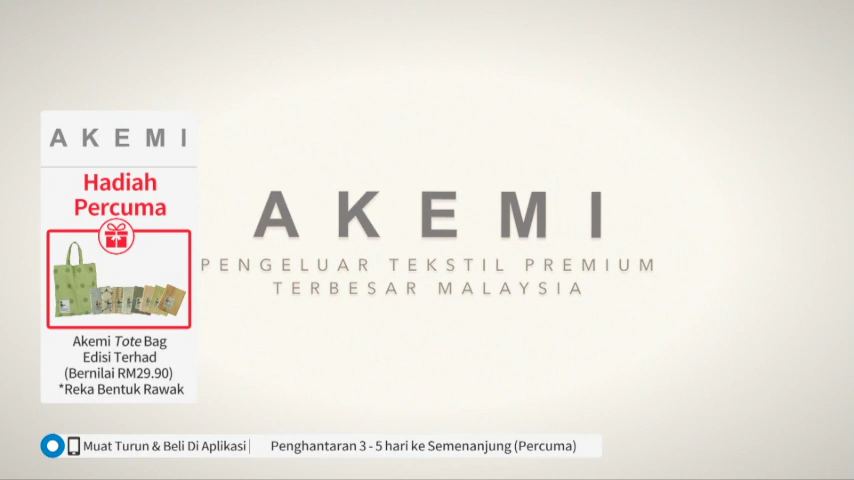 AKEMI
Hadiah
Percuma
Akemi Tote Bag
Edisi Terhad
(Bernilai RM29.90)
*Reka Bentuk Rawak
AKEMI
PENGELUAR TEKSTIL PREMIUM
TERBESAR MALAYSIA
Muat Turun & Beli Di Aplikasi | Penghantaran 3 - 5 hari ke Semenanjung (Percuma)